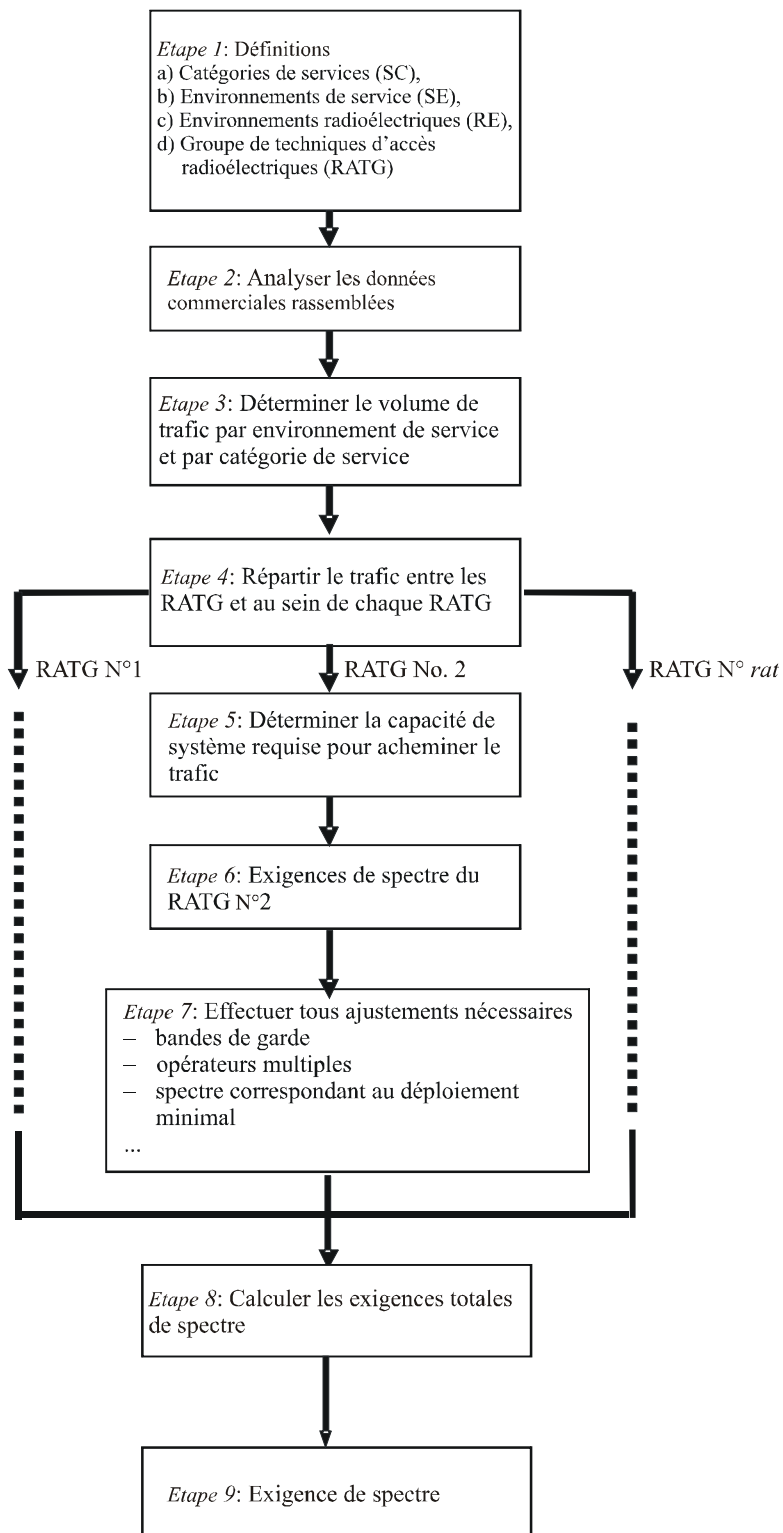 Etape 1: Définitions
a) Catégories de services (SC),
b) Environnements de service (SE),
c) Environnements radioélectriques (RE),
d) Groupe de techniques d'accès
radioélectriques (RATG)
Etape 2: Analyser les données
commerciales rassemblées
Etape 3: Déterminer le volume de
trafic par environnement de service
et par catégorie de service
Etape 4: Répartir le trafic entre les
RATG et au sein de chaque RATG
RATG N°1
RATG No. 2
RATG N° rat
Etape 5: Déterminer la capacité de
système requise pour acheminer le
trafic
Etape 6: Exigences de spectre du
RATG N°2
Etape 7: Effectuer tous ajustements nécessaires
– bandes de garde
– opérateurs multiples
– spectre correspondant au déploiement
minimal
...
Etape 8: Calculer les exigences totales
de spectre
Etape 9: Exigence de spectre